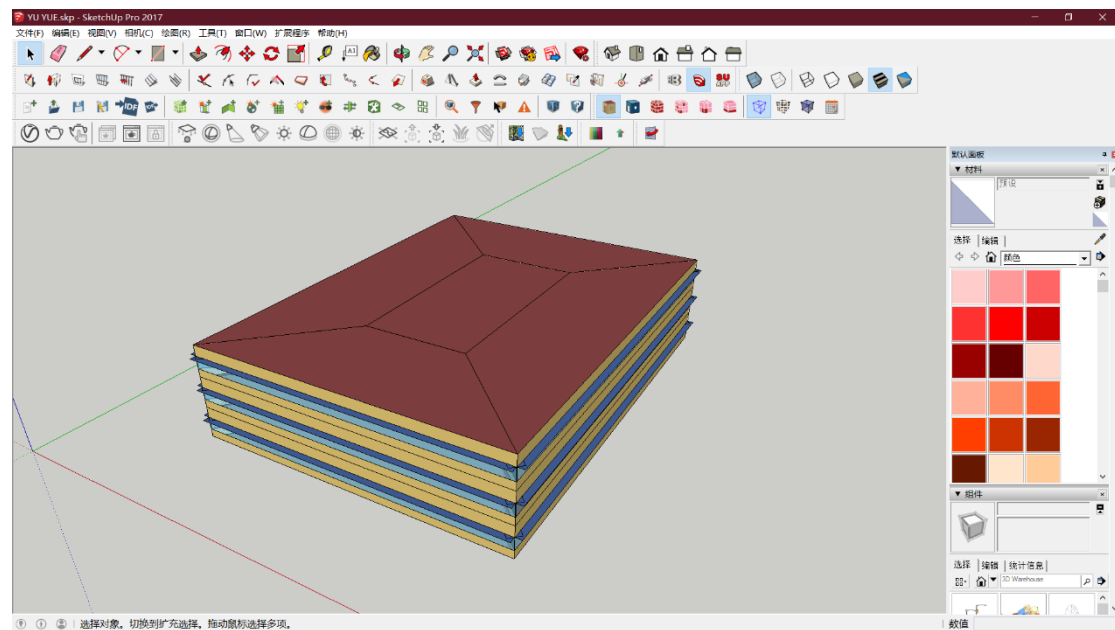 YU YUE.skp - SketchUp Pro 2017
文件(F) 编辑(E) 视图(V) 相机(C) 绘图(R) 工具(T) 窗口(W) 扩展程序 帮助(H)
IDF
默认面板
▼ 材料
预设
选择 编辑
颜色
▼ 组件
选择 编辑 统计信息
3D Warehouse
选择对象。切换到扩充选择。拖动鼠标选择多项。
数值